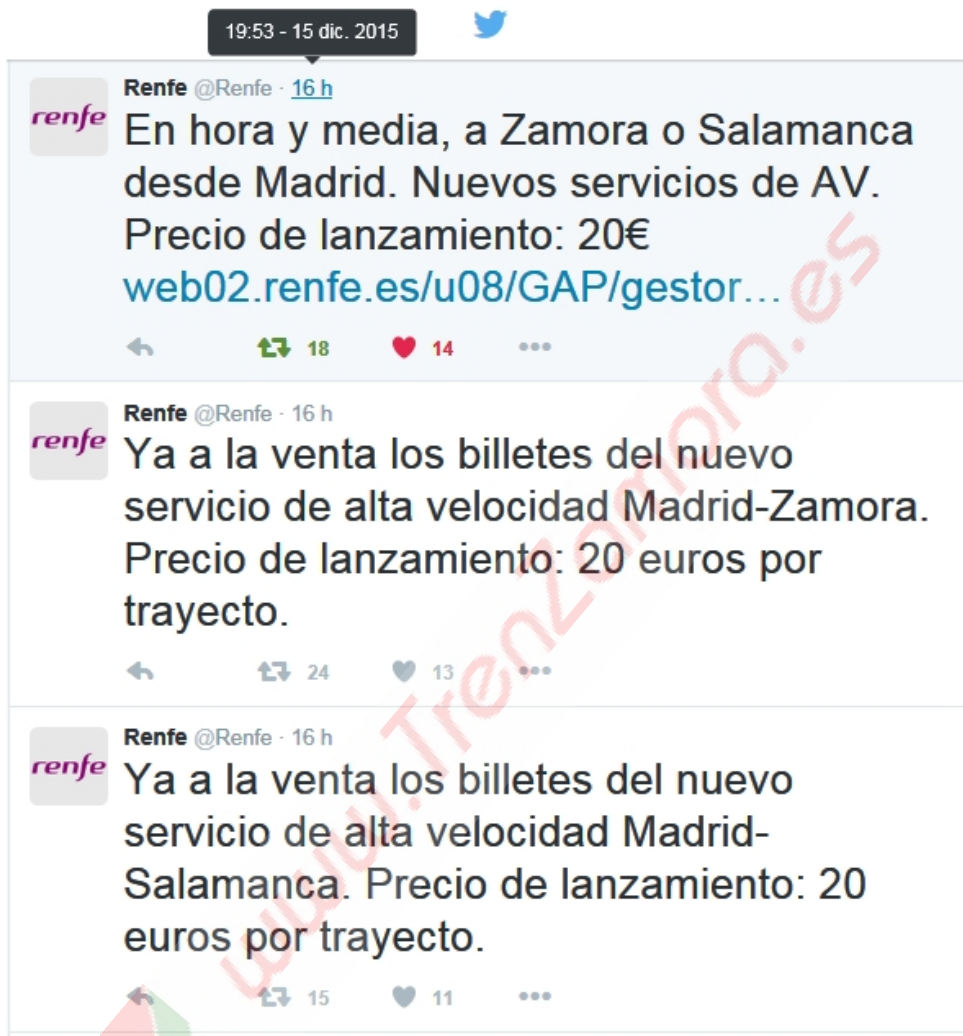 19:53 - 15 dic. 2015
Renfe @Renfe · 16 h
renfe
En hora y media, a Zamora o Salamanca
desde Madrid. Nuevos servicios de AV.
Precio de lanzamiento: 20€
web02.renfe.es/u08/GAP/gestor…
18 14
Renfe @Renfe · 16 h
renfe
Ya a la venta los billetes del nuevo
servicio de alta velocidad Madrid-Zamora.
Precio de lanzamiento: 20 euros por
trayecto.
24 13
Renfe @Renfe · 16 h
renfe
Ya a la venta los billetes del nuevo
servicio de alta velocidad Madrid-
Salamanca. Precio de lanzamiento: 20
euros por trayecto.
15 11
www.TrenZamora.es